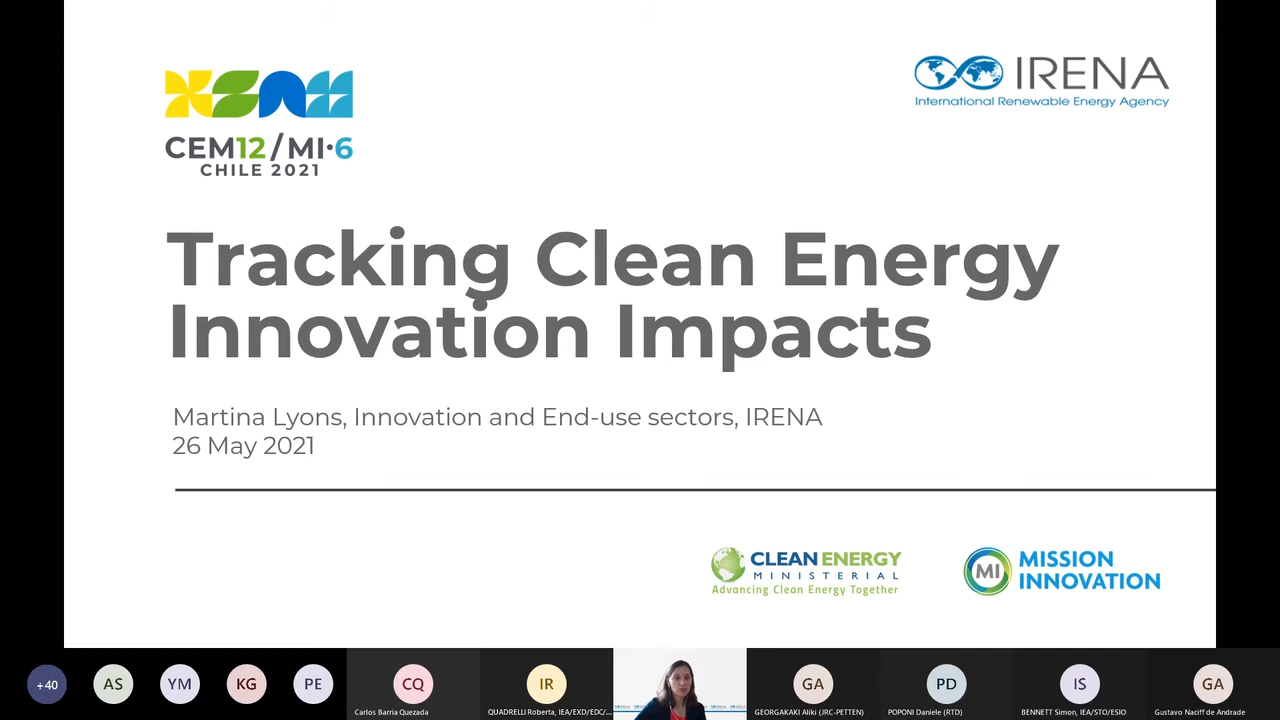 CEM12/MI·6
CHILE 2021
IRENA
International Renewable Energy Agency
Tracking Clean Energy
Innovation Impacts
Martina Lyons, Innovation and End-use sectors, IRENA
26 May 2021
CLEAN ENERGY
MINISTERIAL
Advancing Clean Energy Together
MI
MISSION
INNOVATION
+40
AS
YM
KG
PE
CQ
Carlos Barria Quezada
IR
QUADRELLI Roberta, IEA/EXD/EDC/...
GA
GEORGAKAKI Aliki (JRC-PETTEN)
PD
POPONI Daniele (RTD)
IS
BENNETT Simon, IEA/STO/ESIO
GA
Gustavo Naciff de Andrade